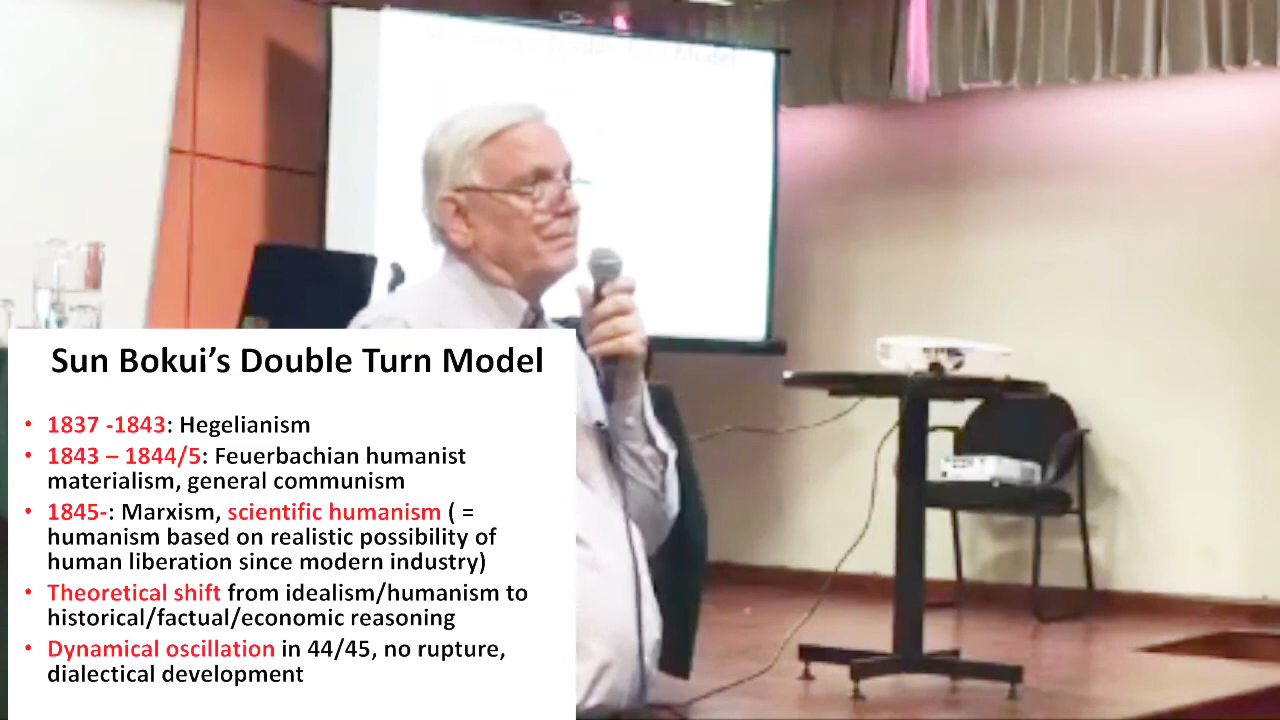 Sun Bokui’s Double Turn Model
• 1837 -1843: Hegelianism
• 1843 – 1844/5: Feuerbachian humanist
materialism, general communism
• 1845-: Marxism, scientific humanism ( =
humanism based on realistic possibility of
human liberation since modern industry)
• Theoretical shift from idealism/humanism to
historical/factual/economic reasoning
• Dynamical oscillation in 44/45, no rupture,
dialectical development